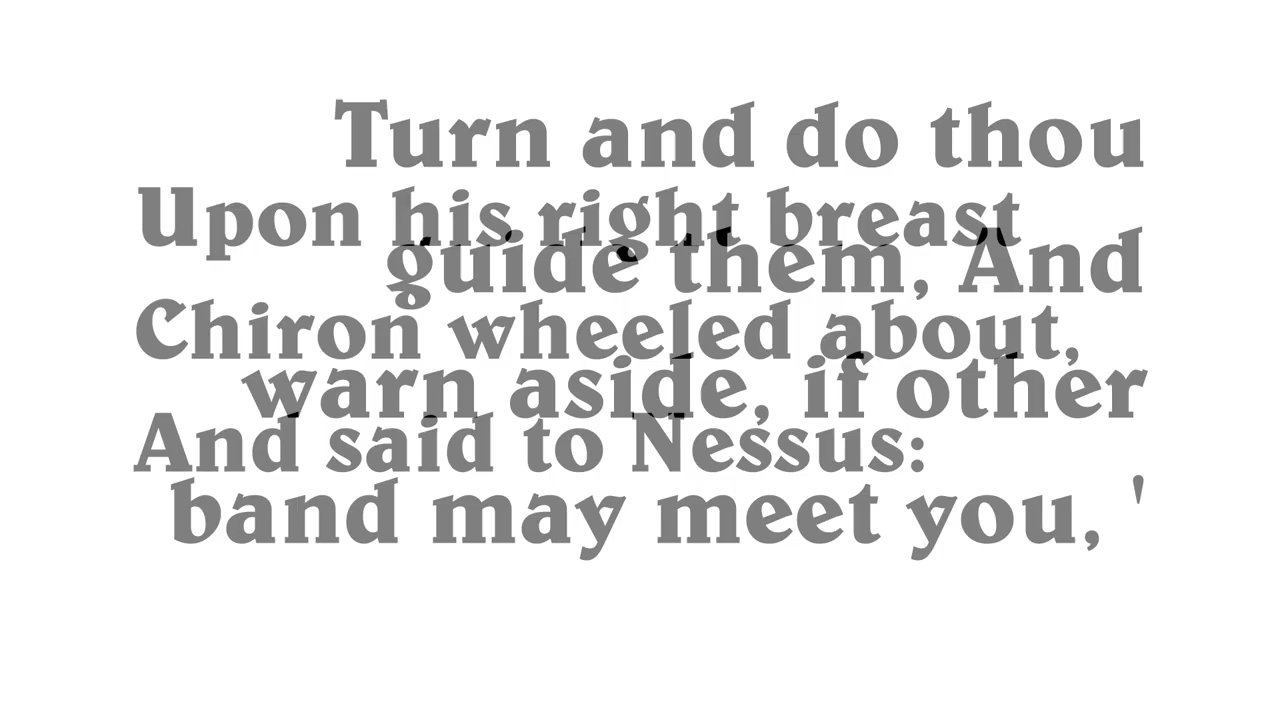 Upon his right breast
Chiron wheeled about,
And said to Nessus:
Turn and do thou
guide them, And
warn aside, if other
band may meet you, '